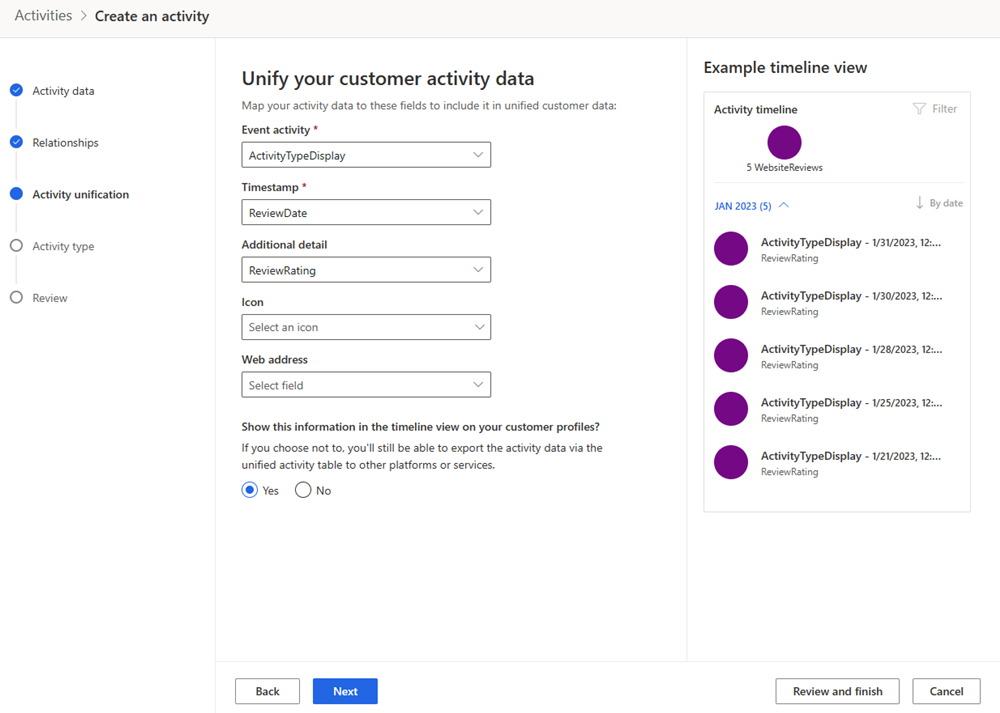 Activities > Create an activity
Activity data
Relationships
Activity unification
Activity type
Review
Unify your customer activity data
Map your activity data to these fields to include it in unified customer data:
Event activity *
ActivityTypeDisplay
Timestamp *
ReviewDate
Additional detail
ReviewRating
Icon
Select an icon
Web address
Select field
Show this information in the timeline view on your customer profiles?
If you choose not to, you'll still be able to export the activity data via the
unified activity table to other platforms or services.
Yes No
Back Next
Example timeline view
Activity timeline Filter
5 WebsiteReviews
JAN 2023 (5) By date
ActivityTypeDisplay - 1/31/2023, 12:...
ReviewRating
ActivityTypeDisplay - 1/30/2023, 12:...
ReviewRating
ActivityTypeDisplay - 1/28/2023, 12:...
ReviewRating
ActivityTypeDisplay - 1/25/2023, 12:...
ReviewRating
ActivityTypeDisplay - 1/21/2023, 12:...
ReviewRating
Review and finish Cancel